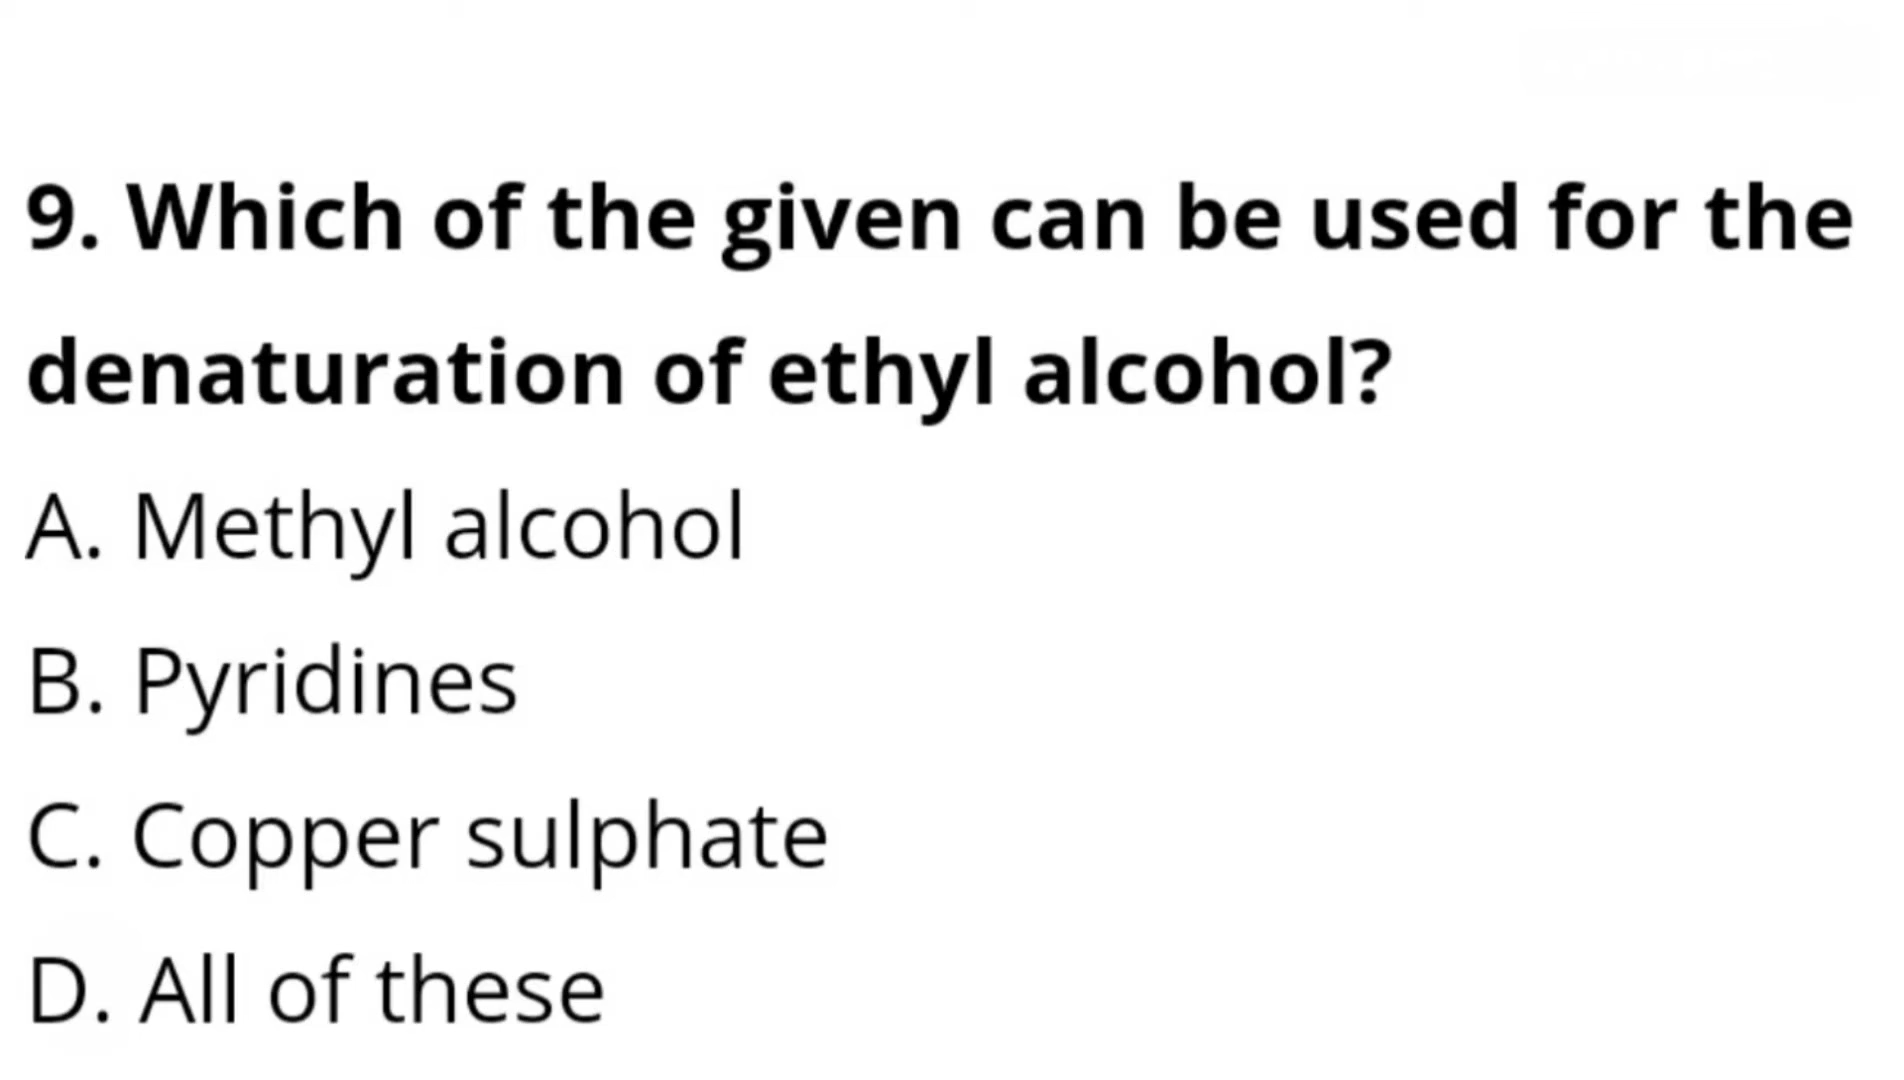 9. Which of the given can be used for the
denaturation of ethyl alcohol?
A. Methyl alcohol
B. Pyridines
C. Copper sulphate
D. All of these